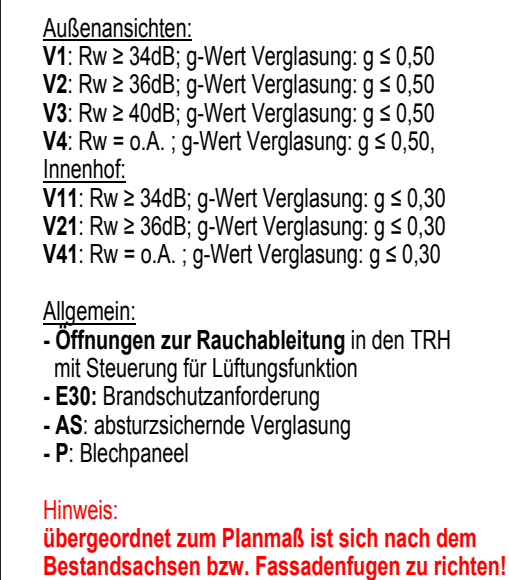 Außenansichten:
V1: Rw ≥ 34dB; g-Wert Verglasung: g ≤ 0,50
V2: Rw ≥ 36dB; g-Wert Verglasung: g ≤ 0,50
V3: Rw ≥ 40dB; g-Wert Verglasung: g ≤ 0,50
V4: Rw = o.A. ; g-Wert Verglasung: g ≤ 0,50,
Innenhof:
V11: Rw ≥ 34dB; g-Wert Verglasung: g ≤ 0,30
V21: Rw ≥ 36dB; g-Wert Verglasung: g ≤ 0,30
V41: Rw = o.A. ; g-Wert Verglasung: g ≤ 0,30
Allgemein:
- Öffnungen zur Rauchableitung in den TRH
mit Steuerung für Lüftungsfunktion
- E30: Brandschutzanforderung
- AS: absturzsichernde Verglasung
- P: Blechpaneel
Hinweis:
übergeordnet zum Planmaß ist sich nach dem
Bestandsachsen bzw. Fassadenfugen zu richten!